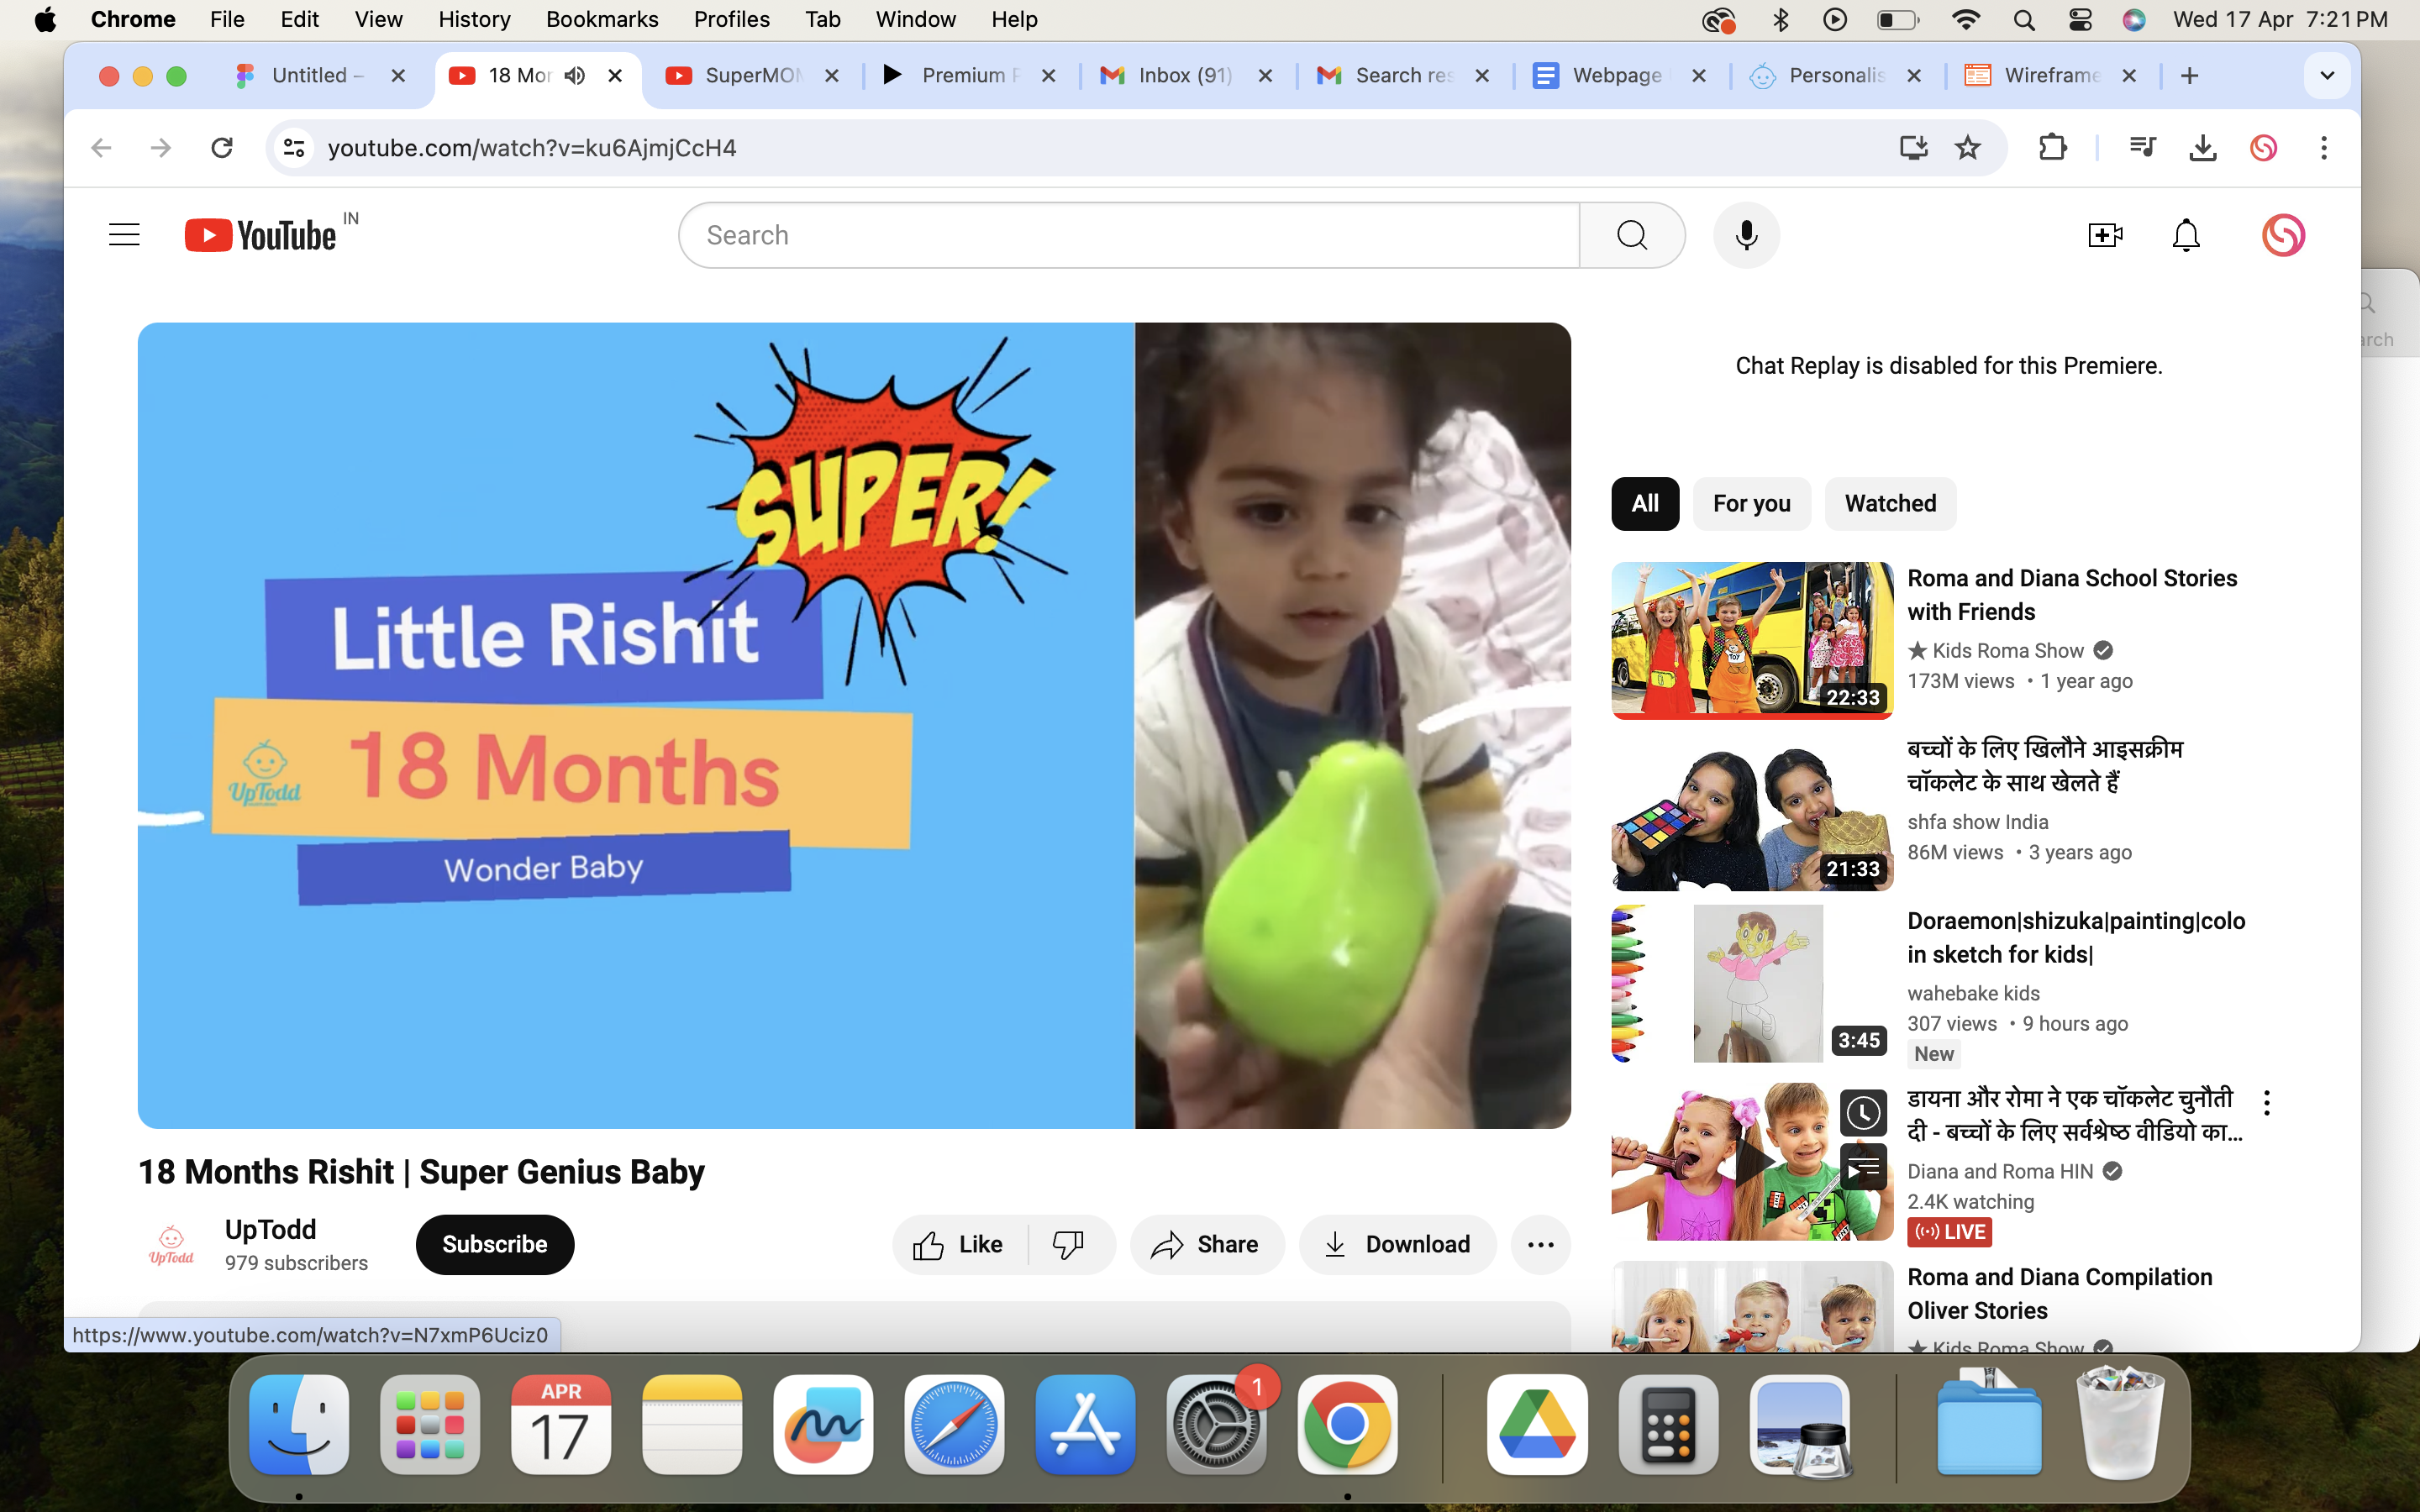 Chrome File Edit View History Bookmarks Profiles Tab Window Help Wed 17 Apr 7:21 PM
Untitled – 18 Mon SuperMOM Premium Inbox (91) Search res Webpage Personalis Wireframe
youtube.com/watch?v=ku6AjmjCcH4
YouTube IN
Search
arch
Chat Replay is disabled for this Premiere.
SUPER!
Little Rishit
18 Months
UpTodd
Wonder Baby
All For you Watched
22:33
Roma and Diana School Stories
with Friends
Kids Roma Show
173M views • 1 year ago
21:33
बच्चों के लिए खिलौने आइसक्रीम
चॉकलेट के साथ खेलते हैं
shfa show India
86M views • 3 years ago
3:45
Doraemon|shizuka|painting|colo
in sketch for kids|
wahebake kids
307 views • 9 hours ago
New
डायना और रोमा ने एक चॉकलेट चुनौती
दी - बच्चों के लिए सर्वश्रेष्ठ वीडियो का...
Diana and Roma HIN
2.4K watching
LIVE
Roma and Diana Compilation
Oliver Stories
Kids Roma Show
18 Months Rishit | Super Genius Baby
UpTodd
UpTodd
979 subscribers
Subscribe
Like Share Download
https://www.youtube.com/watch?v=N7xmP6Uciz0
APR
17
1